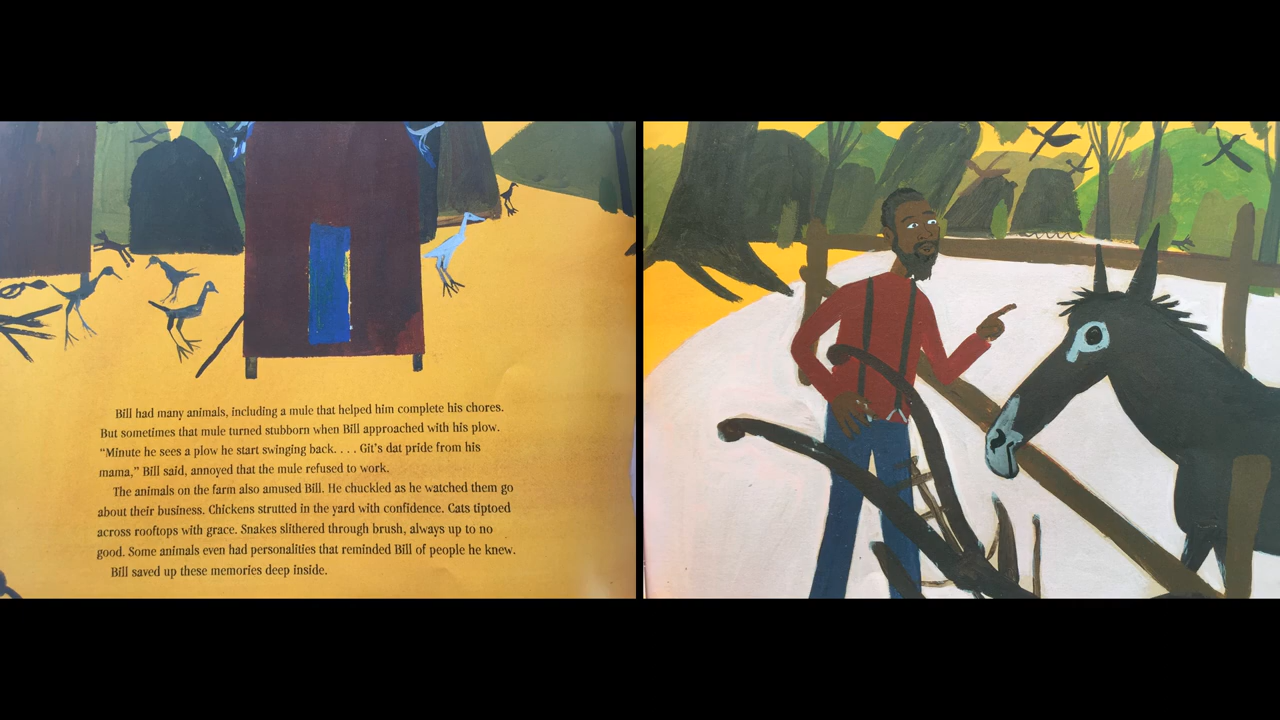 Bill had many animals, including a mule that helped him complete his chores.
But sometimes that mule turned stubborn when Bill approached with his plow.
“Minute he sees a plow he start swinging back. . . . Git’s dat pride from his
mama,” Bill said, annoyed that the mule refused to work.
The animals on the farm also amused Bill. He chuckled as he watched them go
about their business. Chickens strutted in the yard with confidence. Cats tiptoed
across rooftops with grace. Snakes slithered through brush, always up to no
good. Some animals even had personalities that reminded Bill of people he knew.
Bill saved up these memories deep inside.